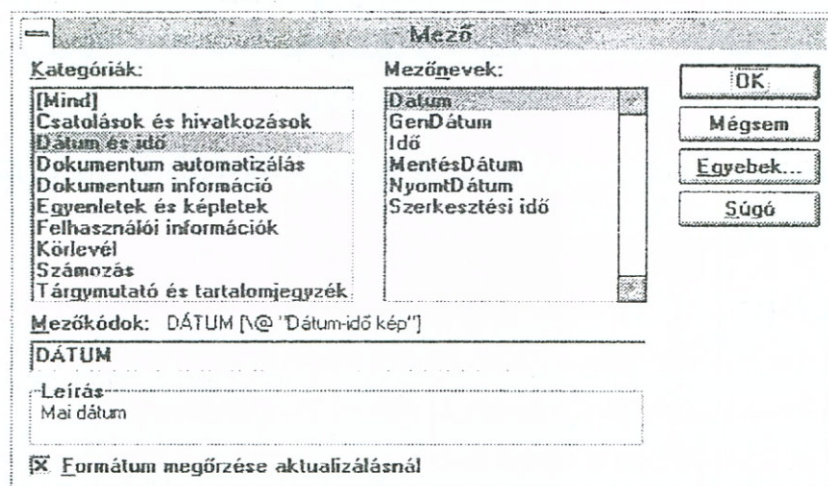 Mező
Kategóriák:
[Mind]
Csatolások és hivatkozások
Dátum és idő
Dokumentum automatizálás
Dokumentum információ
Egyenletek és képletek
Felhasználói információk
Körlevél
Számozás
Tárgymutató és tartalomjegyzék
Mezőnevek:
Dátum
GenDátum
Idő
MentésDátum
NyomtDátum
Szerkesztési idő
OK
Mégsem
Egyebek...
Súgó
Mezőkódok: DÁTUM [\@ "Dátum-idő kép"]
DÁTUM
Leírás
Mai dátum
Formátum megőrzése aktualizálásnál